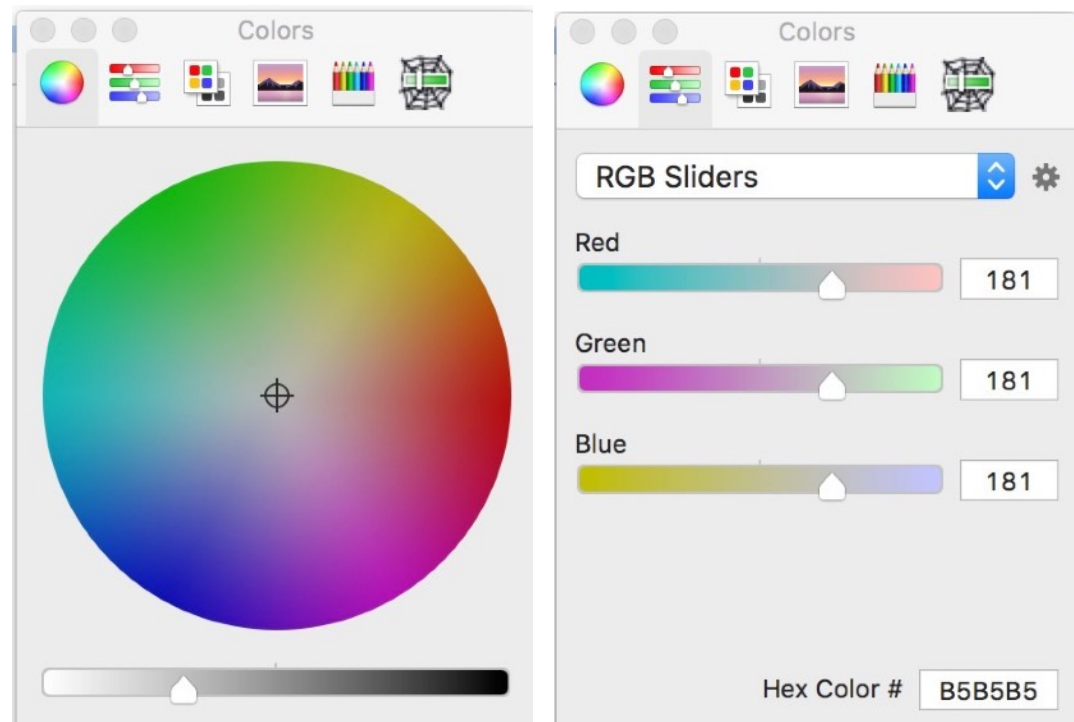 Colors
Colors
RGB Sliders
Red
181
Green
181
Blue
181
Hex Color # B5B5B5